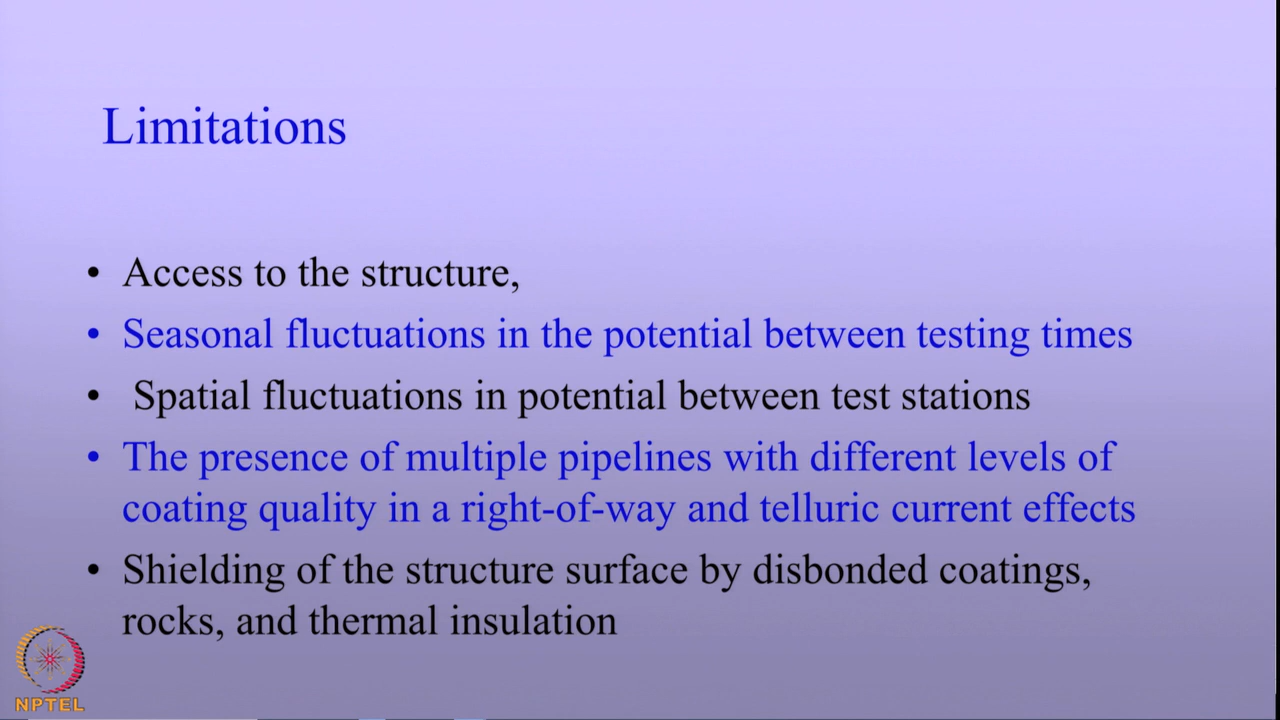 Limitations
• Access to the structure,
• Seasonal fluctuations in the potential between testing times
• Spatial fluctuations in potential between test stations
• The presence of multiple pipelines with different levels of
coating quality in a right-of-way and telluric current effects
• Shielding of the structure surface by disbonded coatings,
rocks, and thermal insulation
NPTEL